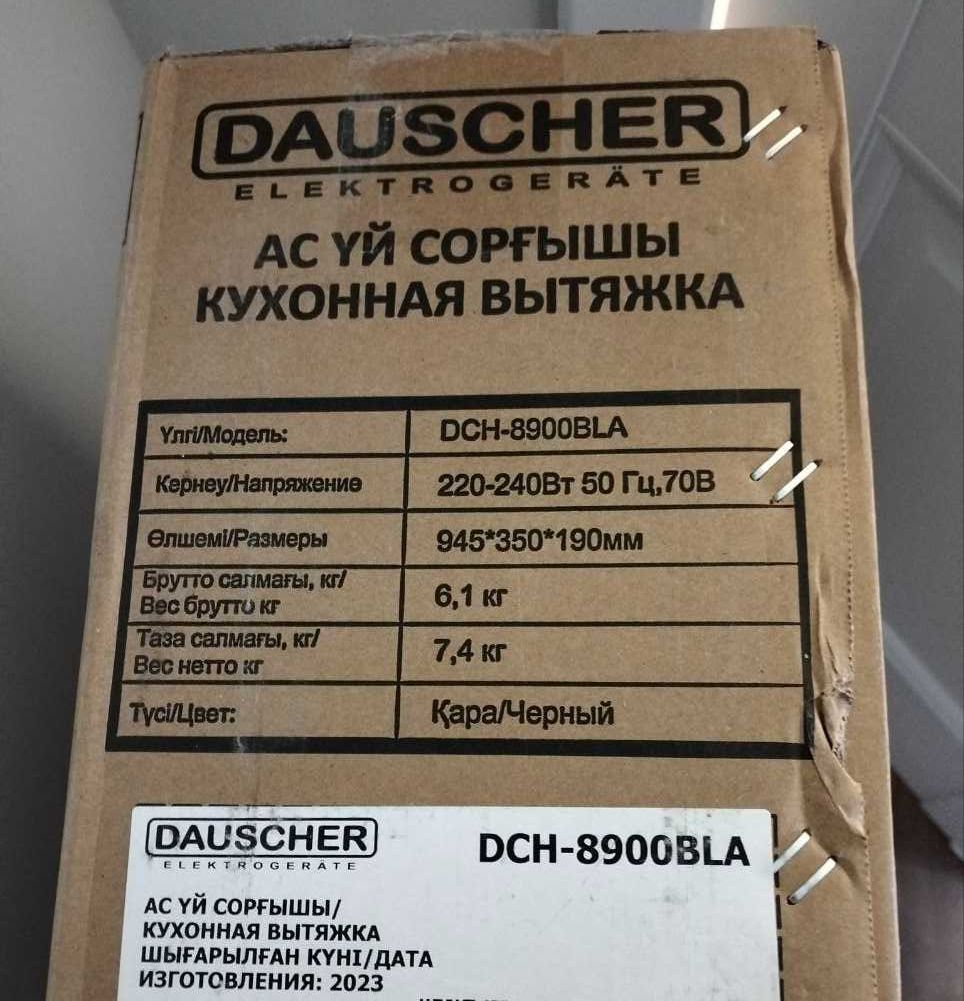 DAUSCHER
ELEKTROGERÄTE
АС ҮЙ СОРҒЫШЫ
КУХОННАЯ ВЫТЯЖКА
Үлгі/Модель: DCH-8900BLA
Кернеу/Напряжение 220-240Вт 50 Гц,70В
Өлшемі/Размеры 945*350*190мм
Брутто салмағы, кг/
Вес брутто кг 6,1 кг
Таза салмағы, кг/
Вес нетто кг 7,4 кг
Түсі/Цвет: Қара/Черный
DAUSCHER
ELEKTROGERÄTE
DCH-8900BLA
АС ҮЙ СОРҒЫШЫ/
КУХОННАЯ ВЫТЯЖКА
ШЫҒАРЫЛҒАН КҮНІ/ДАТА
ИЗГОТОВЛЕНИЯ: 2023